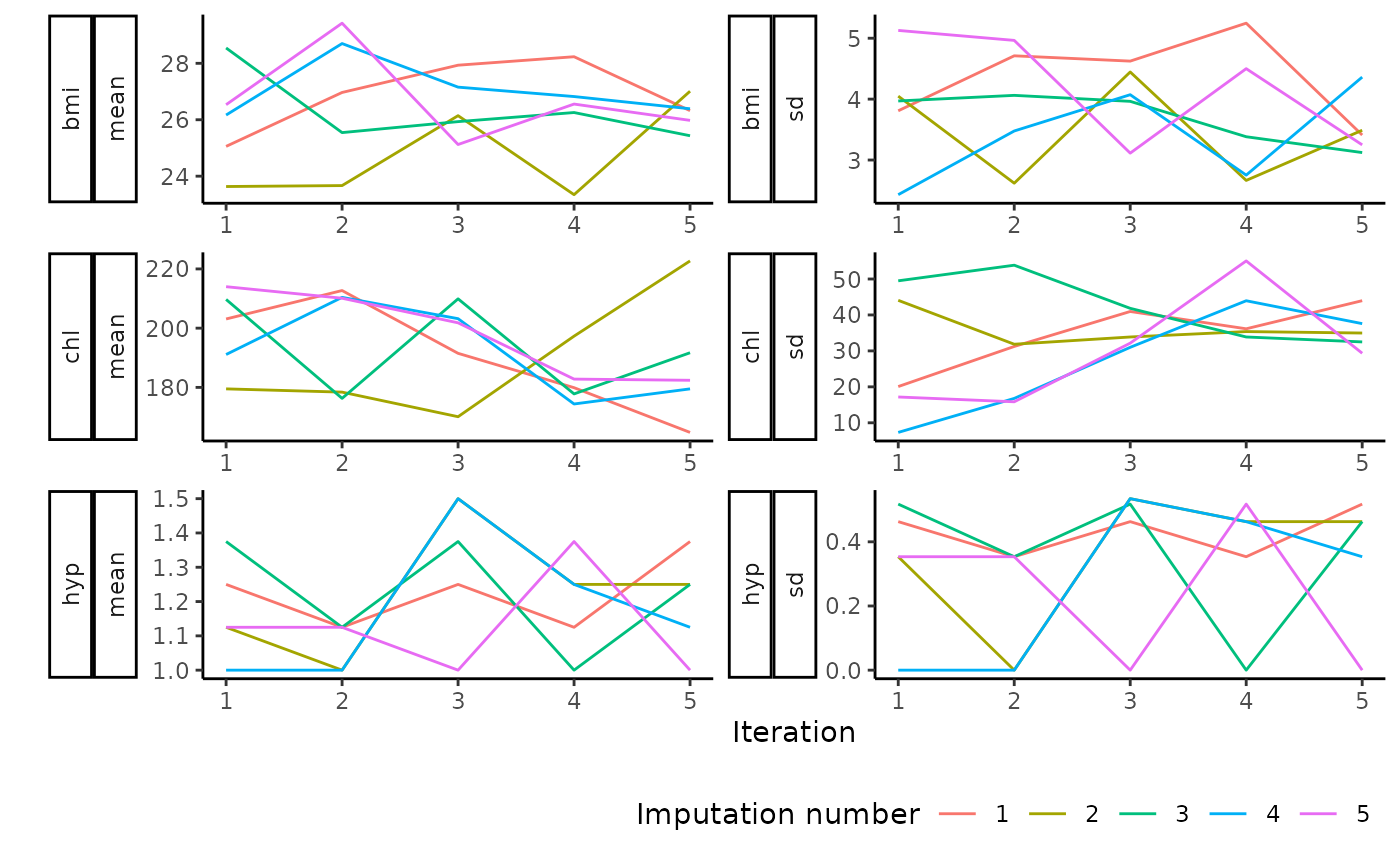 bmi
mean
28
26
24
1 2 3 4 5
bmi
sd
5
4
3
1 2 3 4 5
chl
mean
220
200
180
1 2 3 4 5
chl
sd
50
40
30
20
10
1 2 3 4 5
hyp
mean
1.5
1.4
1.3
1.2
1.1
1.0
1 2 3 4 5
hyp
sd
0.4
0.2
0.0
1 2 3 4 5
Iteration
Imputation number 1 2 3 4 5